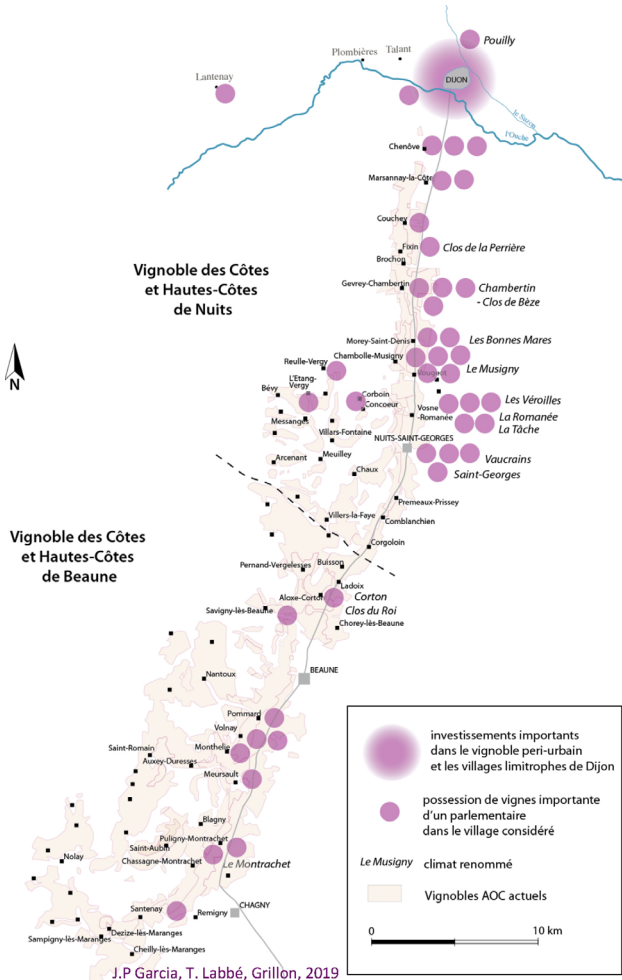 Pouilly
Plombières
Talant
Lantenay
DIJON
le Suzon
l'Ouche
Chenôve
Marsannay-la-Côte
Couchey
Fixin
Clos de la Perrière
Brochon
Vignoble des Côtes
et Hautes-Côtes
de Nuits
Gevrey-Chambertin
Chambertin
- Clos de Bèze
Morey-Saint-Denis
Les Bonnes Mares
Chambolle-Musigny
Reulle-Vergy
Vougeot
Le Musigny
N
L'Etang-
Vergy
Bévy
Corboin
Concoeur
Les Véroilles
Messanges
Vosne
-Romanée
La Romanée
La Tâche
Villars-Fontaine
NUITS-SAINT-GEORGES
Arcenant
Meuilley
Vaucrains
Chaux
Saint-Georges
Premeaux-Prissey
Villers-la-Faye
Comblanchien
Vignoble des Côtes
et Hautes-Côtes
de Beaune
Corgoloin
Buisson
Pernand-Vergelesses
Ladoix
Aloxe-Corton
Corton
Clos du Roi
Savigny-lès-Beaune
Chorey-lès-Beaune
BEAUNE
Nantoux
Pommard
Volnay
Saint-Romain
Monthelie
Auxey-Duresses
Meursault
Blagny
Puligny-Montrachet
Saint-Aubin
Chassagne-Montrachet
Le Montrachet
Nolay
Santenay
Remigny
CHAGNY
Dezize-lès-Maranges
Sampigny-lès-Maranges
Cheilly-lès-Maranges
investissements importants
dans le vignoble peri-urbain
et les villages limitrophes de Dijon
possession de vignes importante
d'un parlementaire
dans le village considéré
Le Musigny
climat renommé
Vignobles AOC actuels
0
10 km
J.P Garcia, T. Labbé, Grillon, 2019